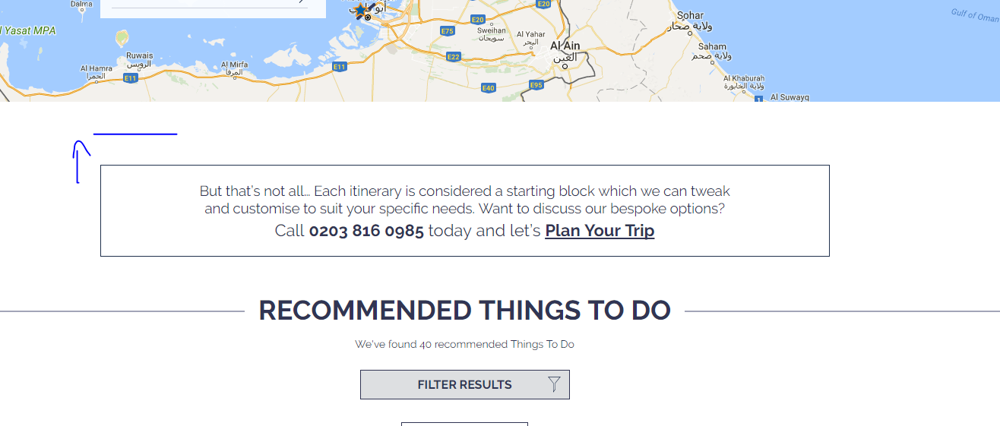 Dalma
أبو ظبي
E20
Sohar
ولاية صحار
Gulf of Oman
Yasat MPA
E20
E75
Sweihan
سويحان
Al Yahar
اليحر
Al Ain
العين
Saham
ولاية صحم
Ruwais
الرويس
E22
Al Hamra
الحمرا
E11
Al Mirfa
المرفأ
E11
E40
E95
Al Khaburah
ولاية الخابورة
1
Al Suwayq
But that's not all... Each itinerary is considered a starting block which we can tweak
and customise to suit your specific needs. Want to discuss our bespoke options?
Call 0203 816 0985 today and let's Plan Your Trip
RECOMMENDED THINGS TO DO
We've found 40 recommended Things To Do
FILTER RESULTS